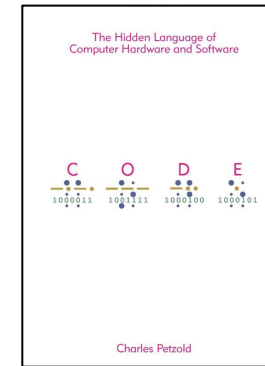 The Hidden Language of
Computer Hardware and Software
C O D E
1000011 1001111 1000100 1000101
Charles Petzold